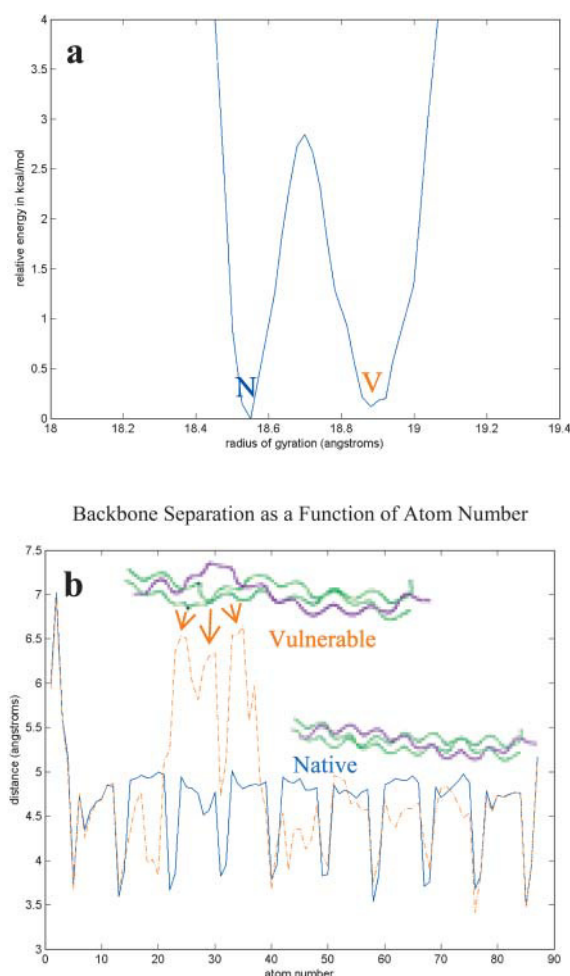 a
4
3.5
3
2.5
2
1.5
1
0.5
0
N
V
18 18.2 18.4 18.6 18.8 19 19.2 19.4
relative energy in kcal/mol
radius of gyration (angstroms)
Backbone Separation as a Function of Atom Number
b
7.5
7
6.5
6
5.5
5
4.5
4
3.5
3
Vulnerable
Native
0 10 20 30 40 50 60 70 80 90
distance (angstroms)
atom number